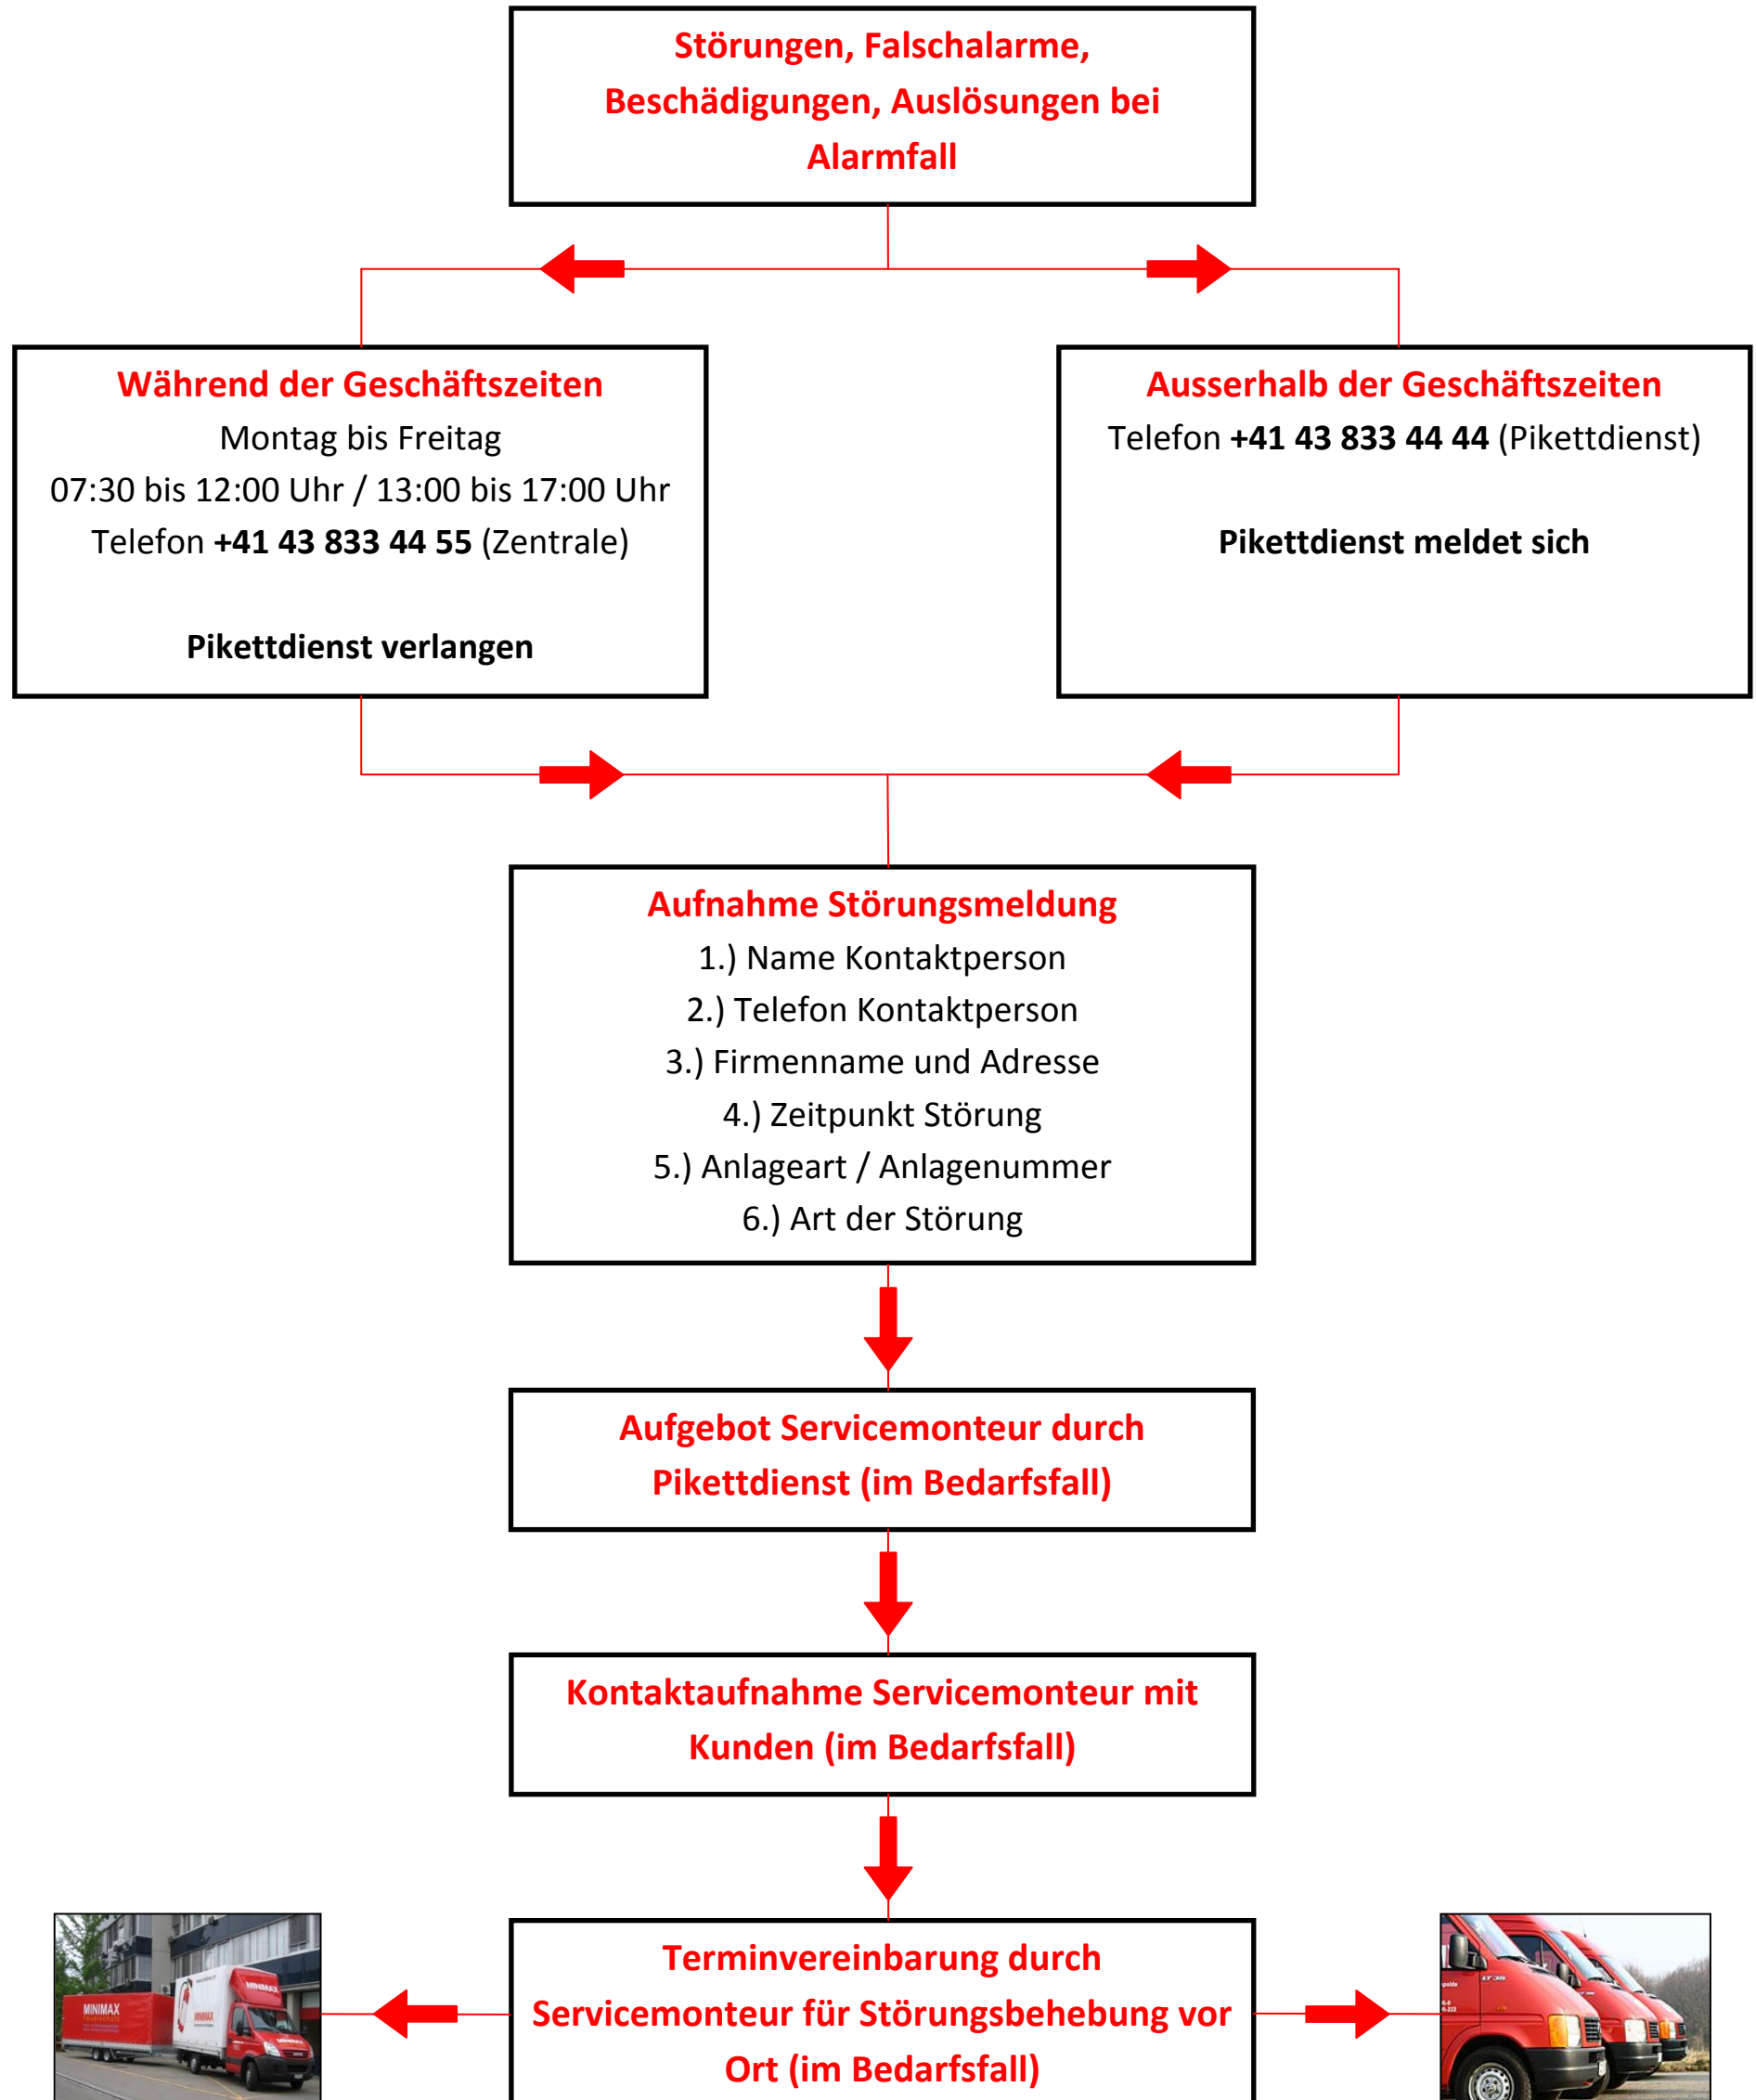 Störungen, Falschalarme,
Beschädigungen, Auslösungen bei
Alarmfall
Während der Geschäftszeiten
Montag bis Freitag
07:30 bis 12:00 Uhr / 13:00 bis 17:00 Uhr
Telefon +41 43 833 44 55 (Zentrale)
Pikettdienst verlangen
Ausserhalb der Geschäftszeiten
Telefon +41 43 833 44 44 (Pikettdienst)
Pikettdienst meldet sich
Aufnahme Störungsmeldung
1.) Name Kontaktperson
2.) Telefon Kontaktperson
3.) Firmenname und Adresse
4.) Zeitpunkt Störung
5.) Anlageart / Anlagenummer
6.) Art der Störung
Aufgebot Servicemonteur durch
Pikettdienst (im Bedarfsfall)
Kontaktaufnahme Servicemonteur mit
Kunden (im Bedarfsfall)
Terminvereinbarung durch
Servicemonteur für Störungsbehebung vor
Ort (im Bedarfsfall)
MINIMAX
MINIMAX
MINIMAX
LT 35